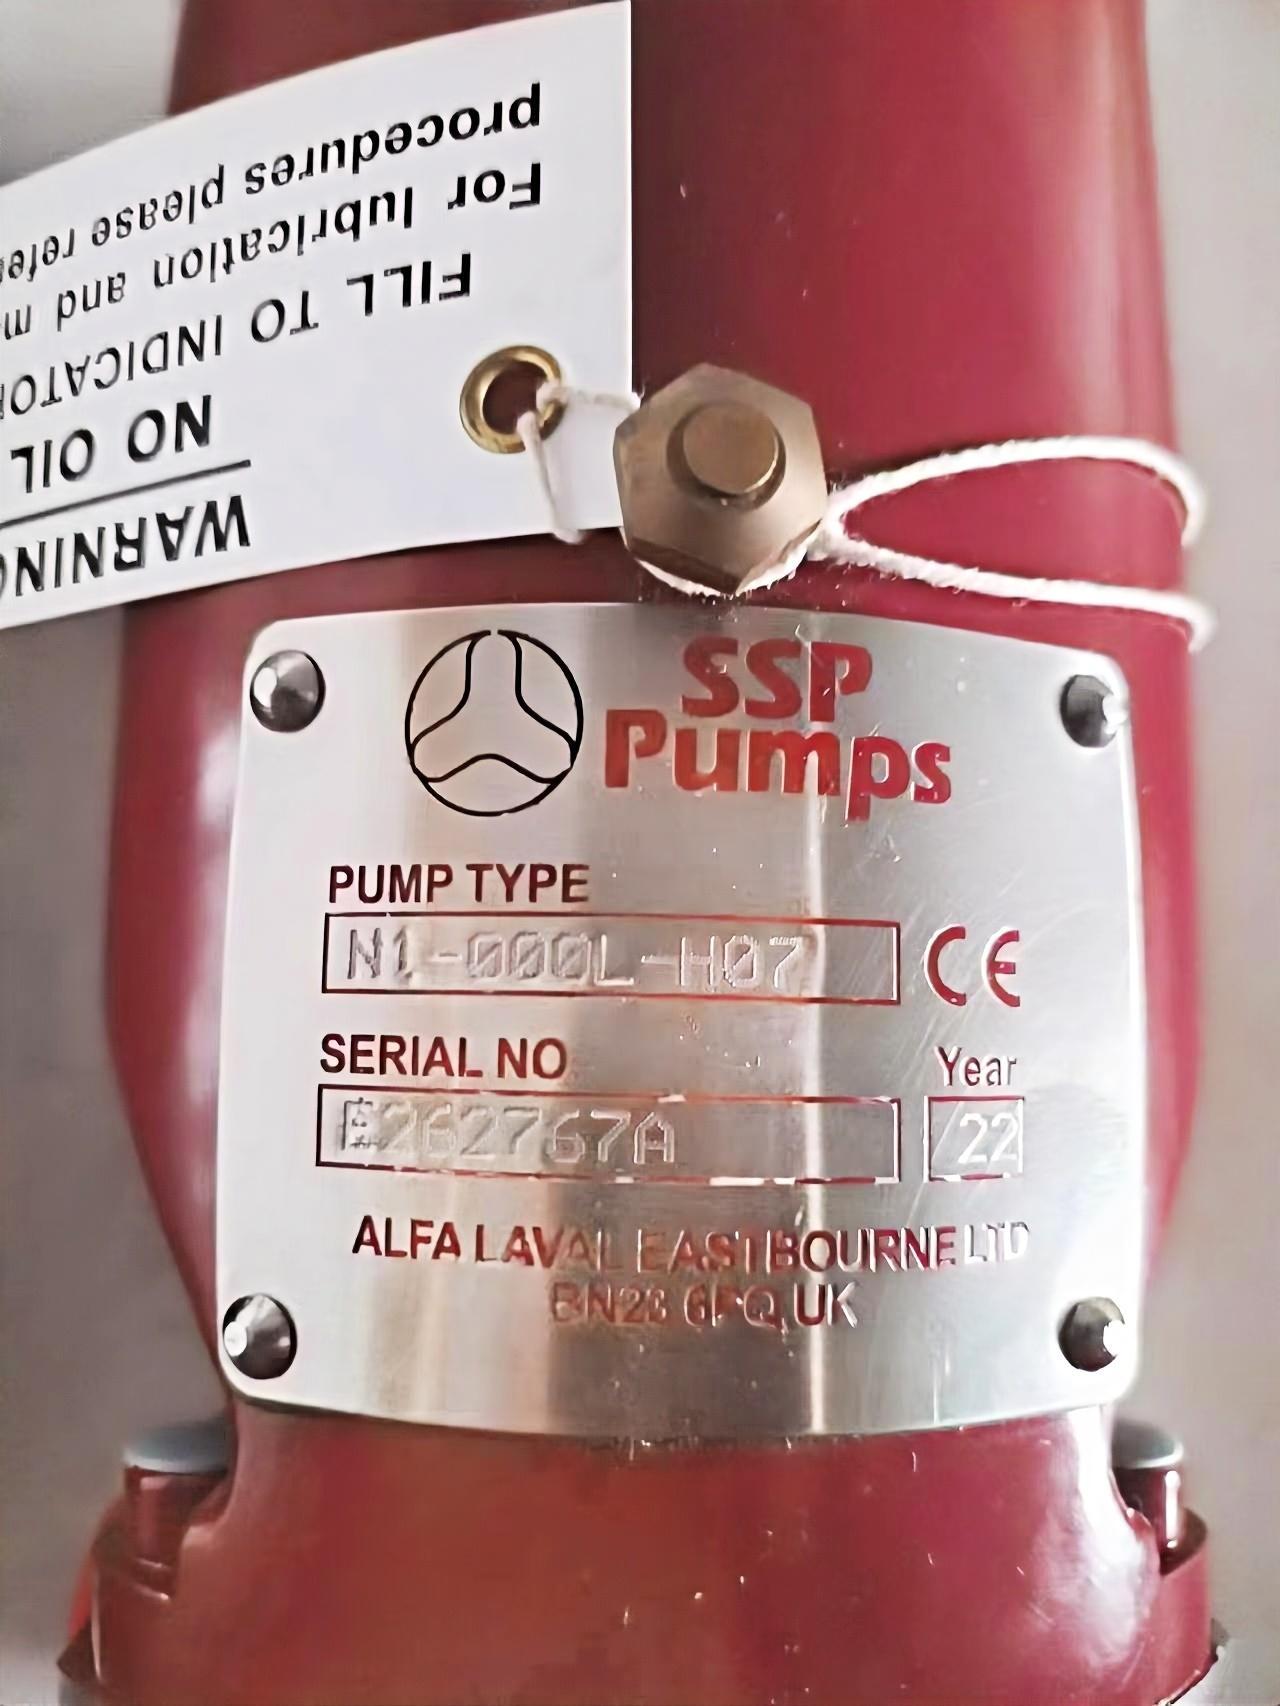 WARNING
NO OIL
FILL TO INDICATOR
For lubrication and m
procedures please refe
SSP
Pumps
PUMP TYPE
N1-000L-H07
CE
SERIAL NO
Year
262767A
22
ALFA LAVAL EASTBOURNE LTD
BN23 6PQ, UK